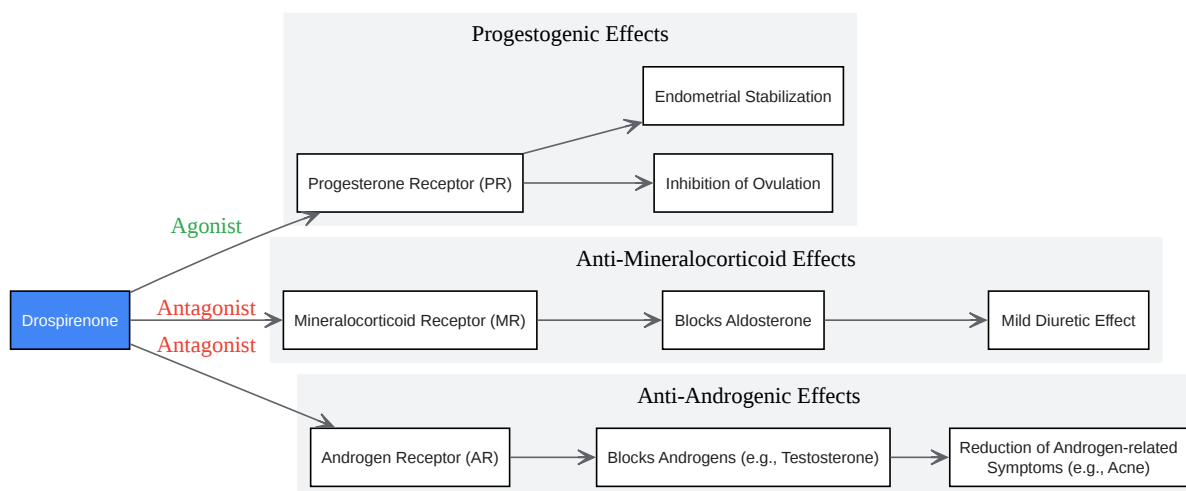 Progestogenic Effects
Endometrial Stabilization
Progesterone Receptor (PR)
Inhibition of Ovulation
Agonist
Anti-Mineralocorticoid Effects
Drospirenone
Antagonist
Mineralocorticoid Receptor (MR)
Blocks Aldosterone
Mild Diuretic Effect
Antagonist
Anti-Androgenic Effects
Androgen Receptor (AR)
Blocks Androgens (e.g., Testosterone)
Reduction of Androgen-related
Symptoms (e.g., Acne)